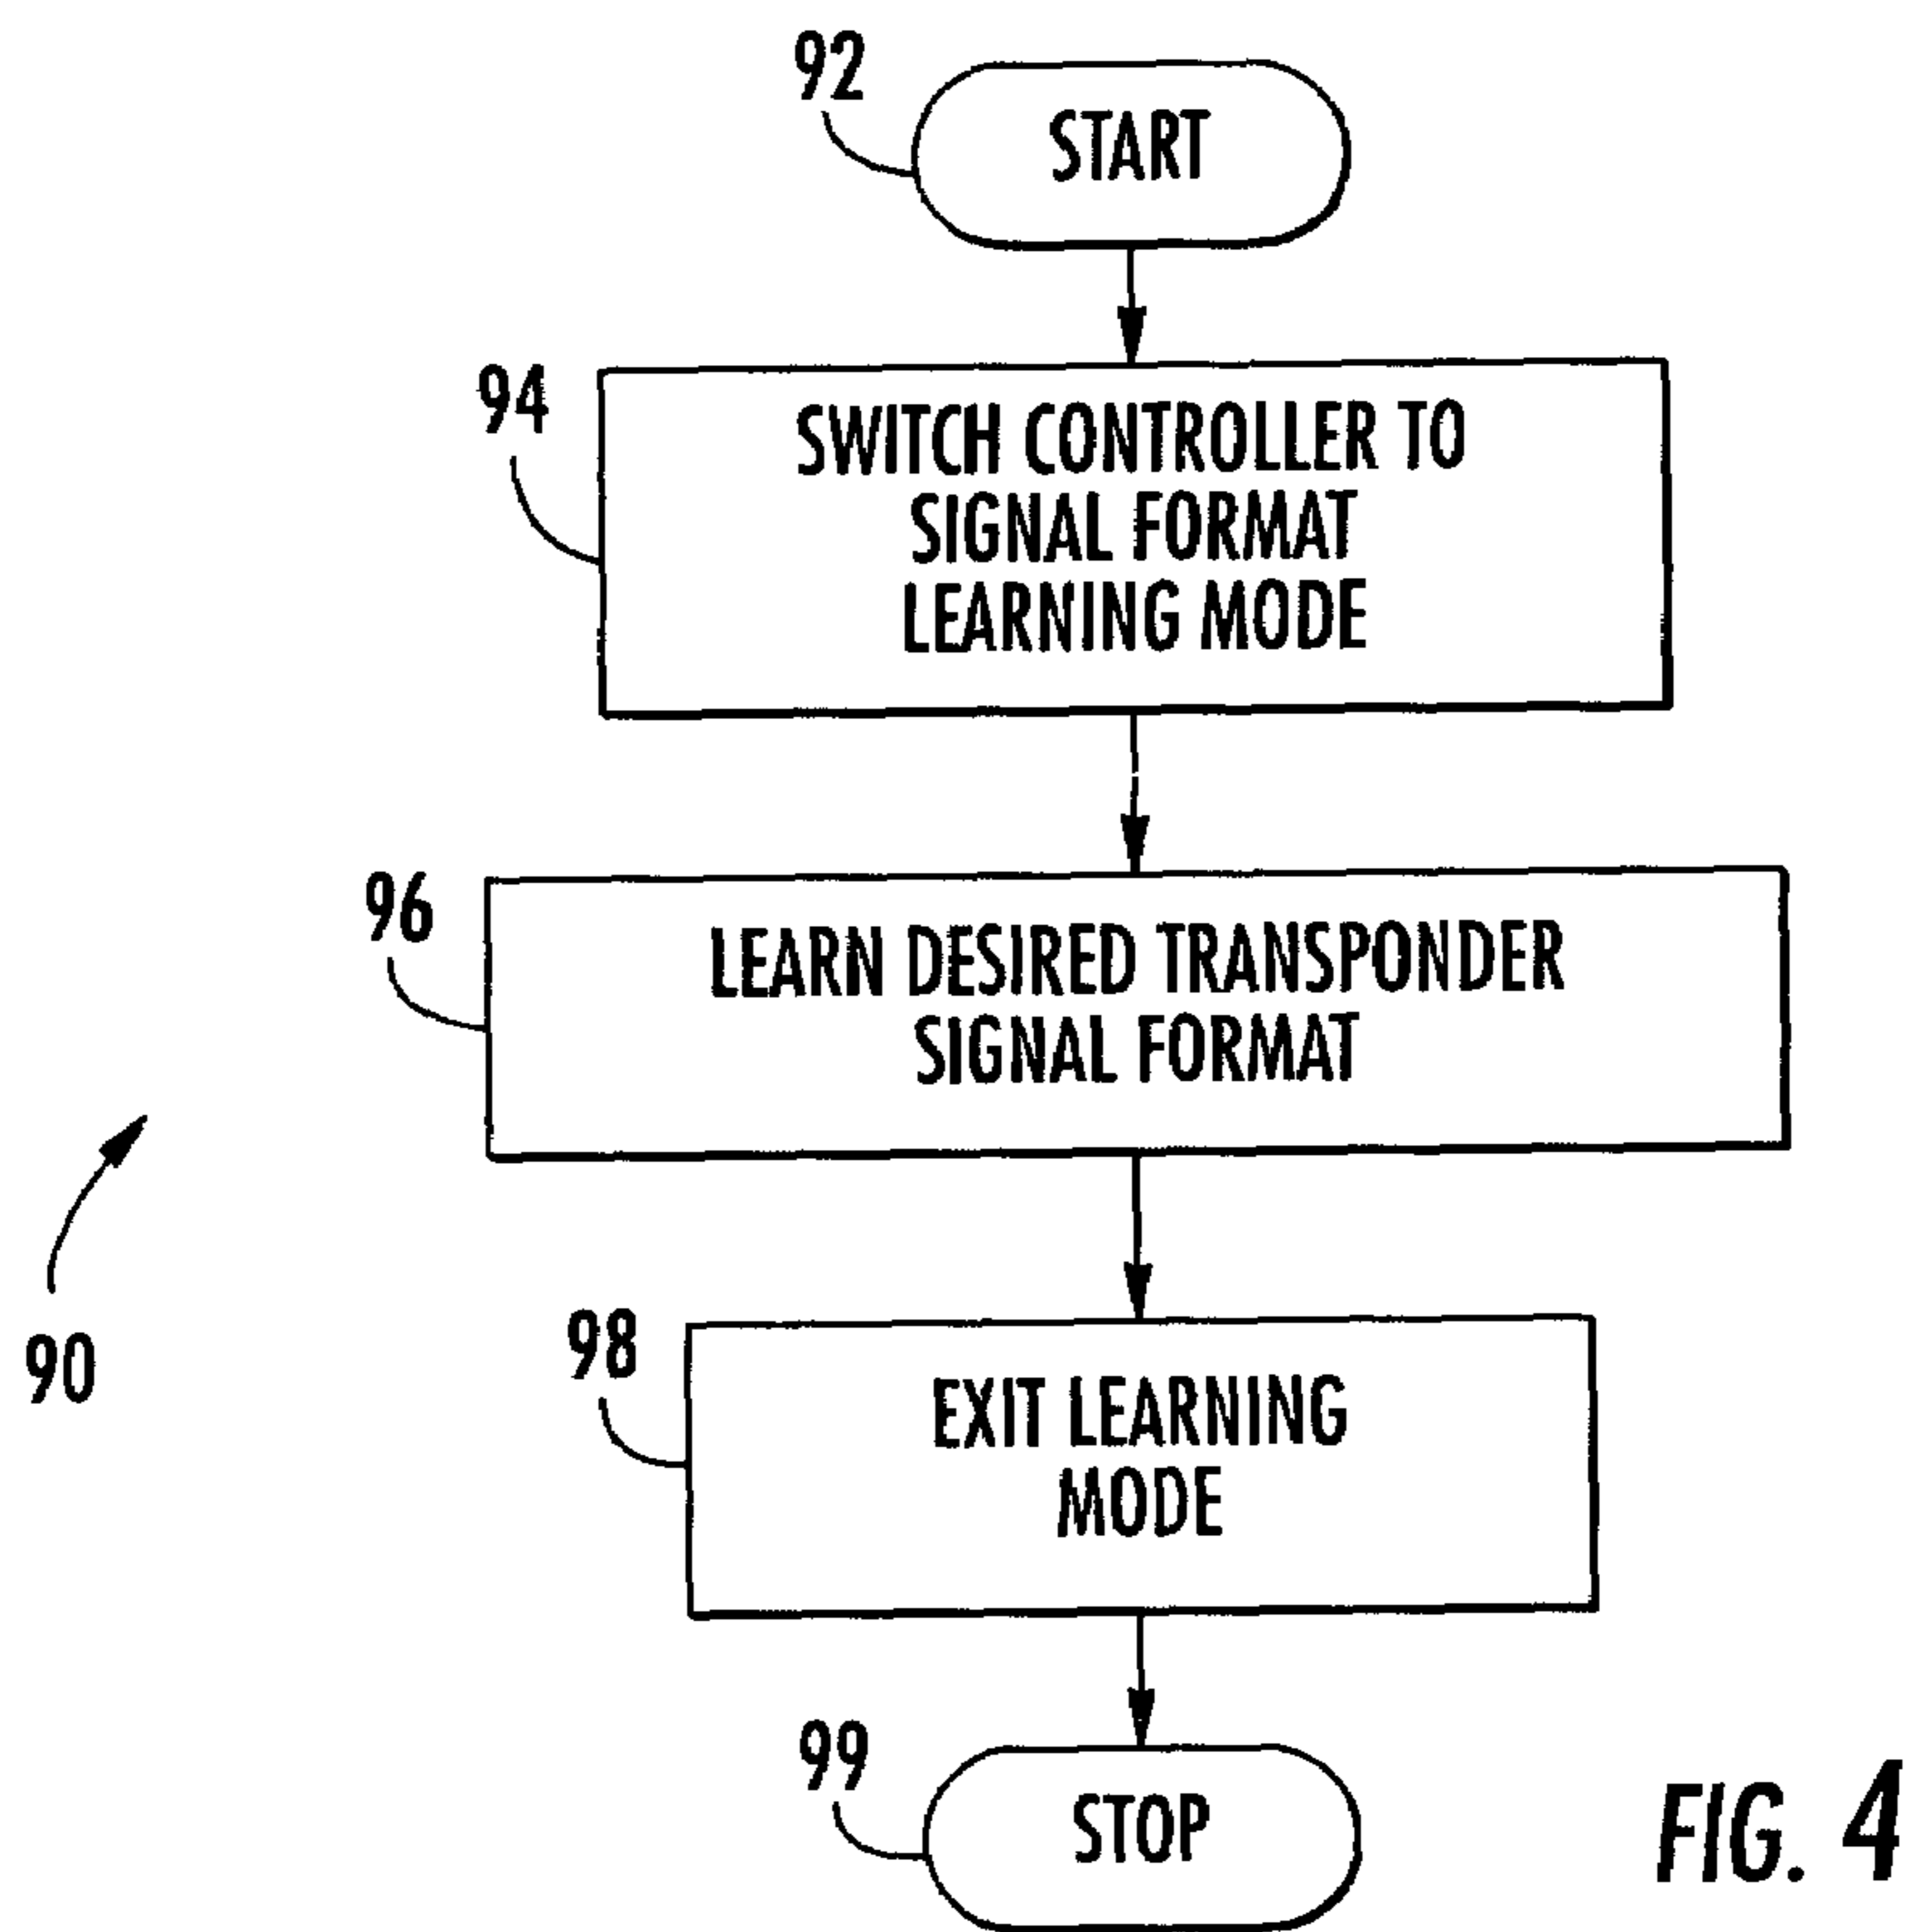 92
START
94
SWITCH CONTROLLER TO
SIGNAL FORMAT
LEARNING MODE
96
LEARN DESIRED TRANSPONDER
SIGNAL FORMAT
90
98
EXIT LEARNING
MODE
99
STOP
FIG. 4